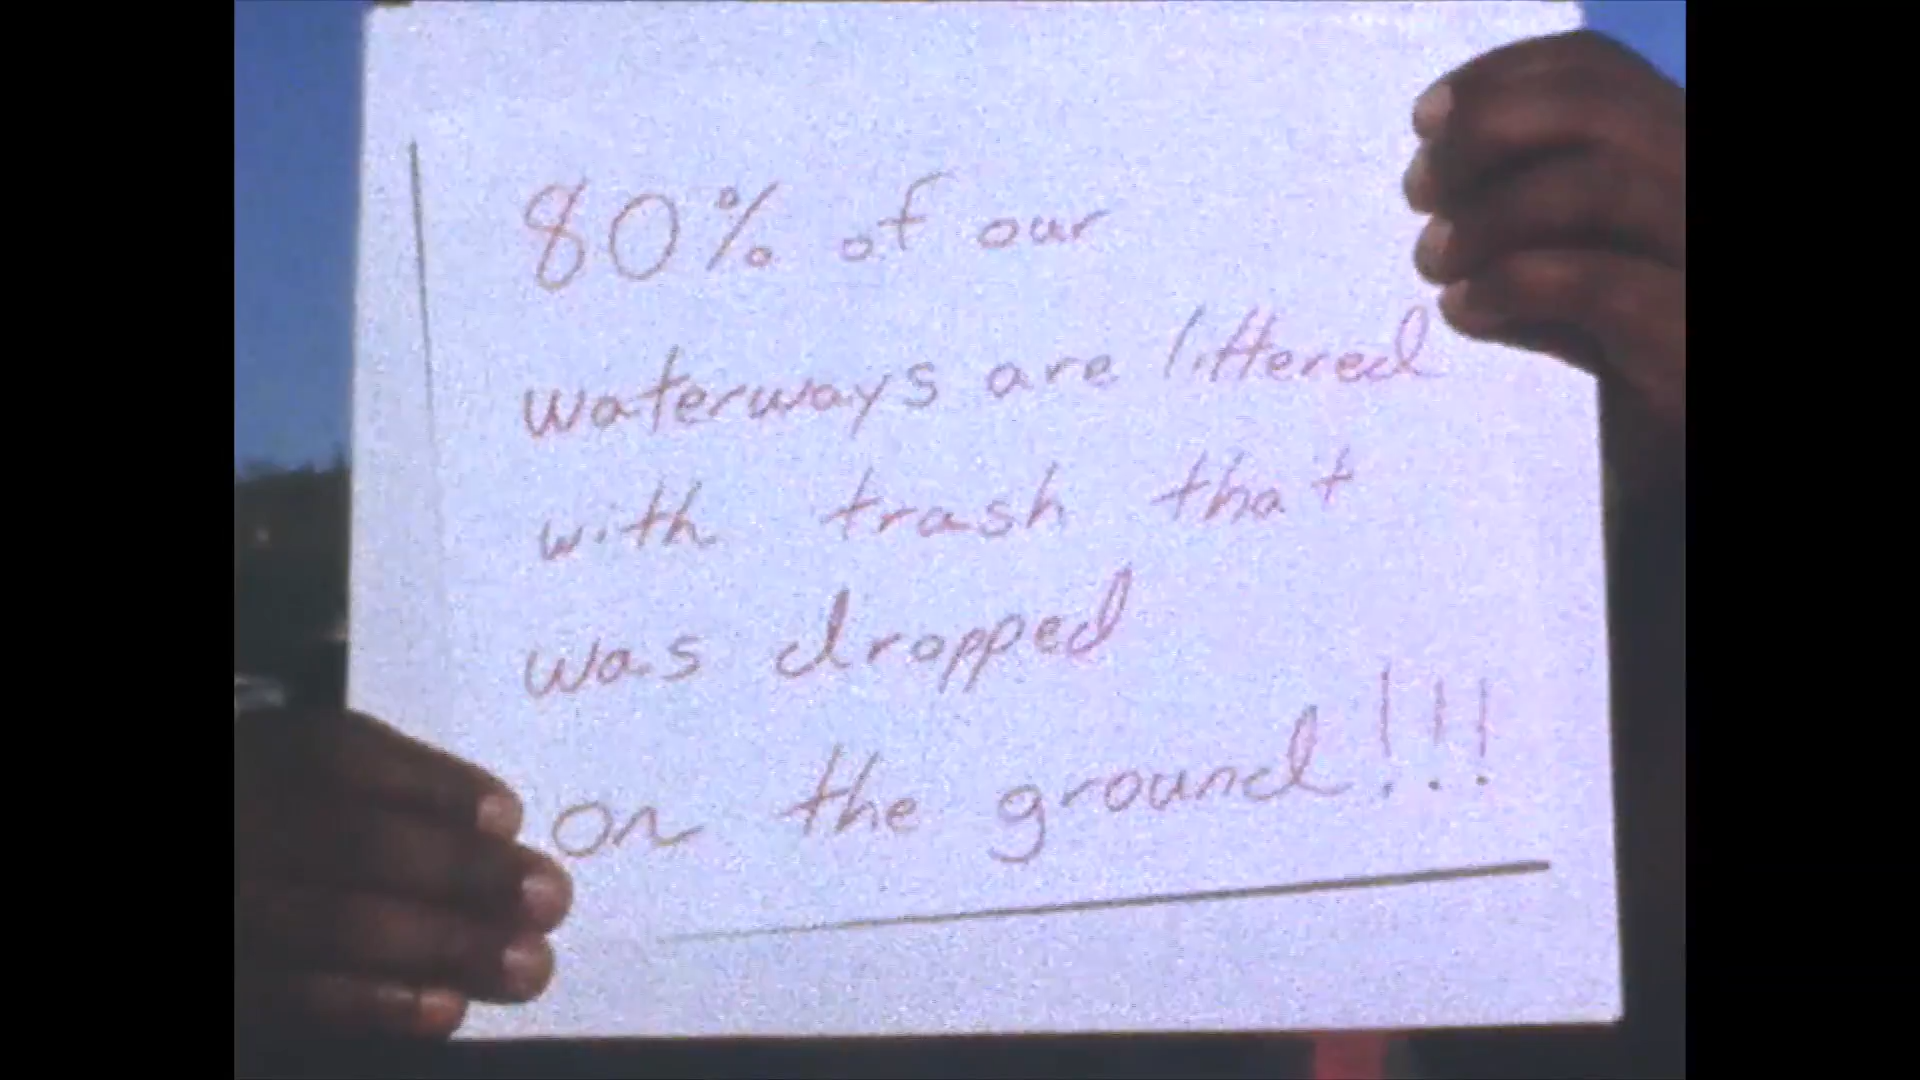 80% of our
waterways are littered
with trash that
was dropped
on the ground!!!